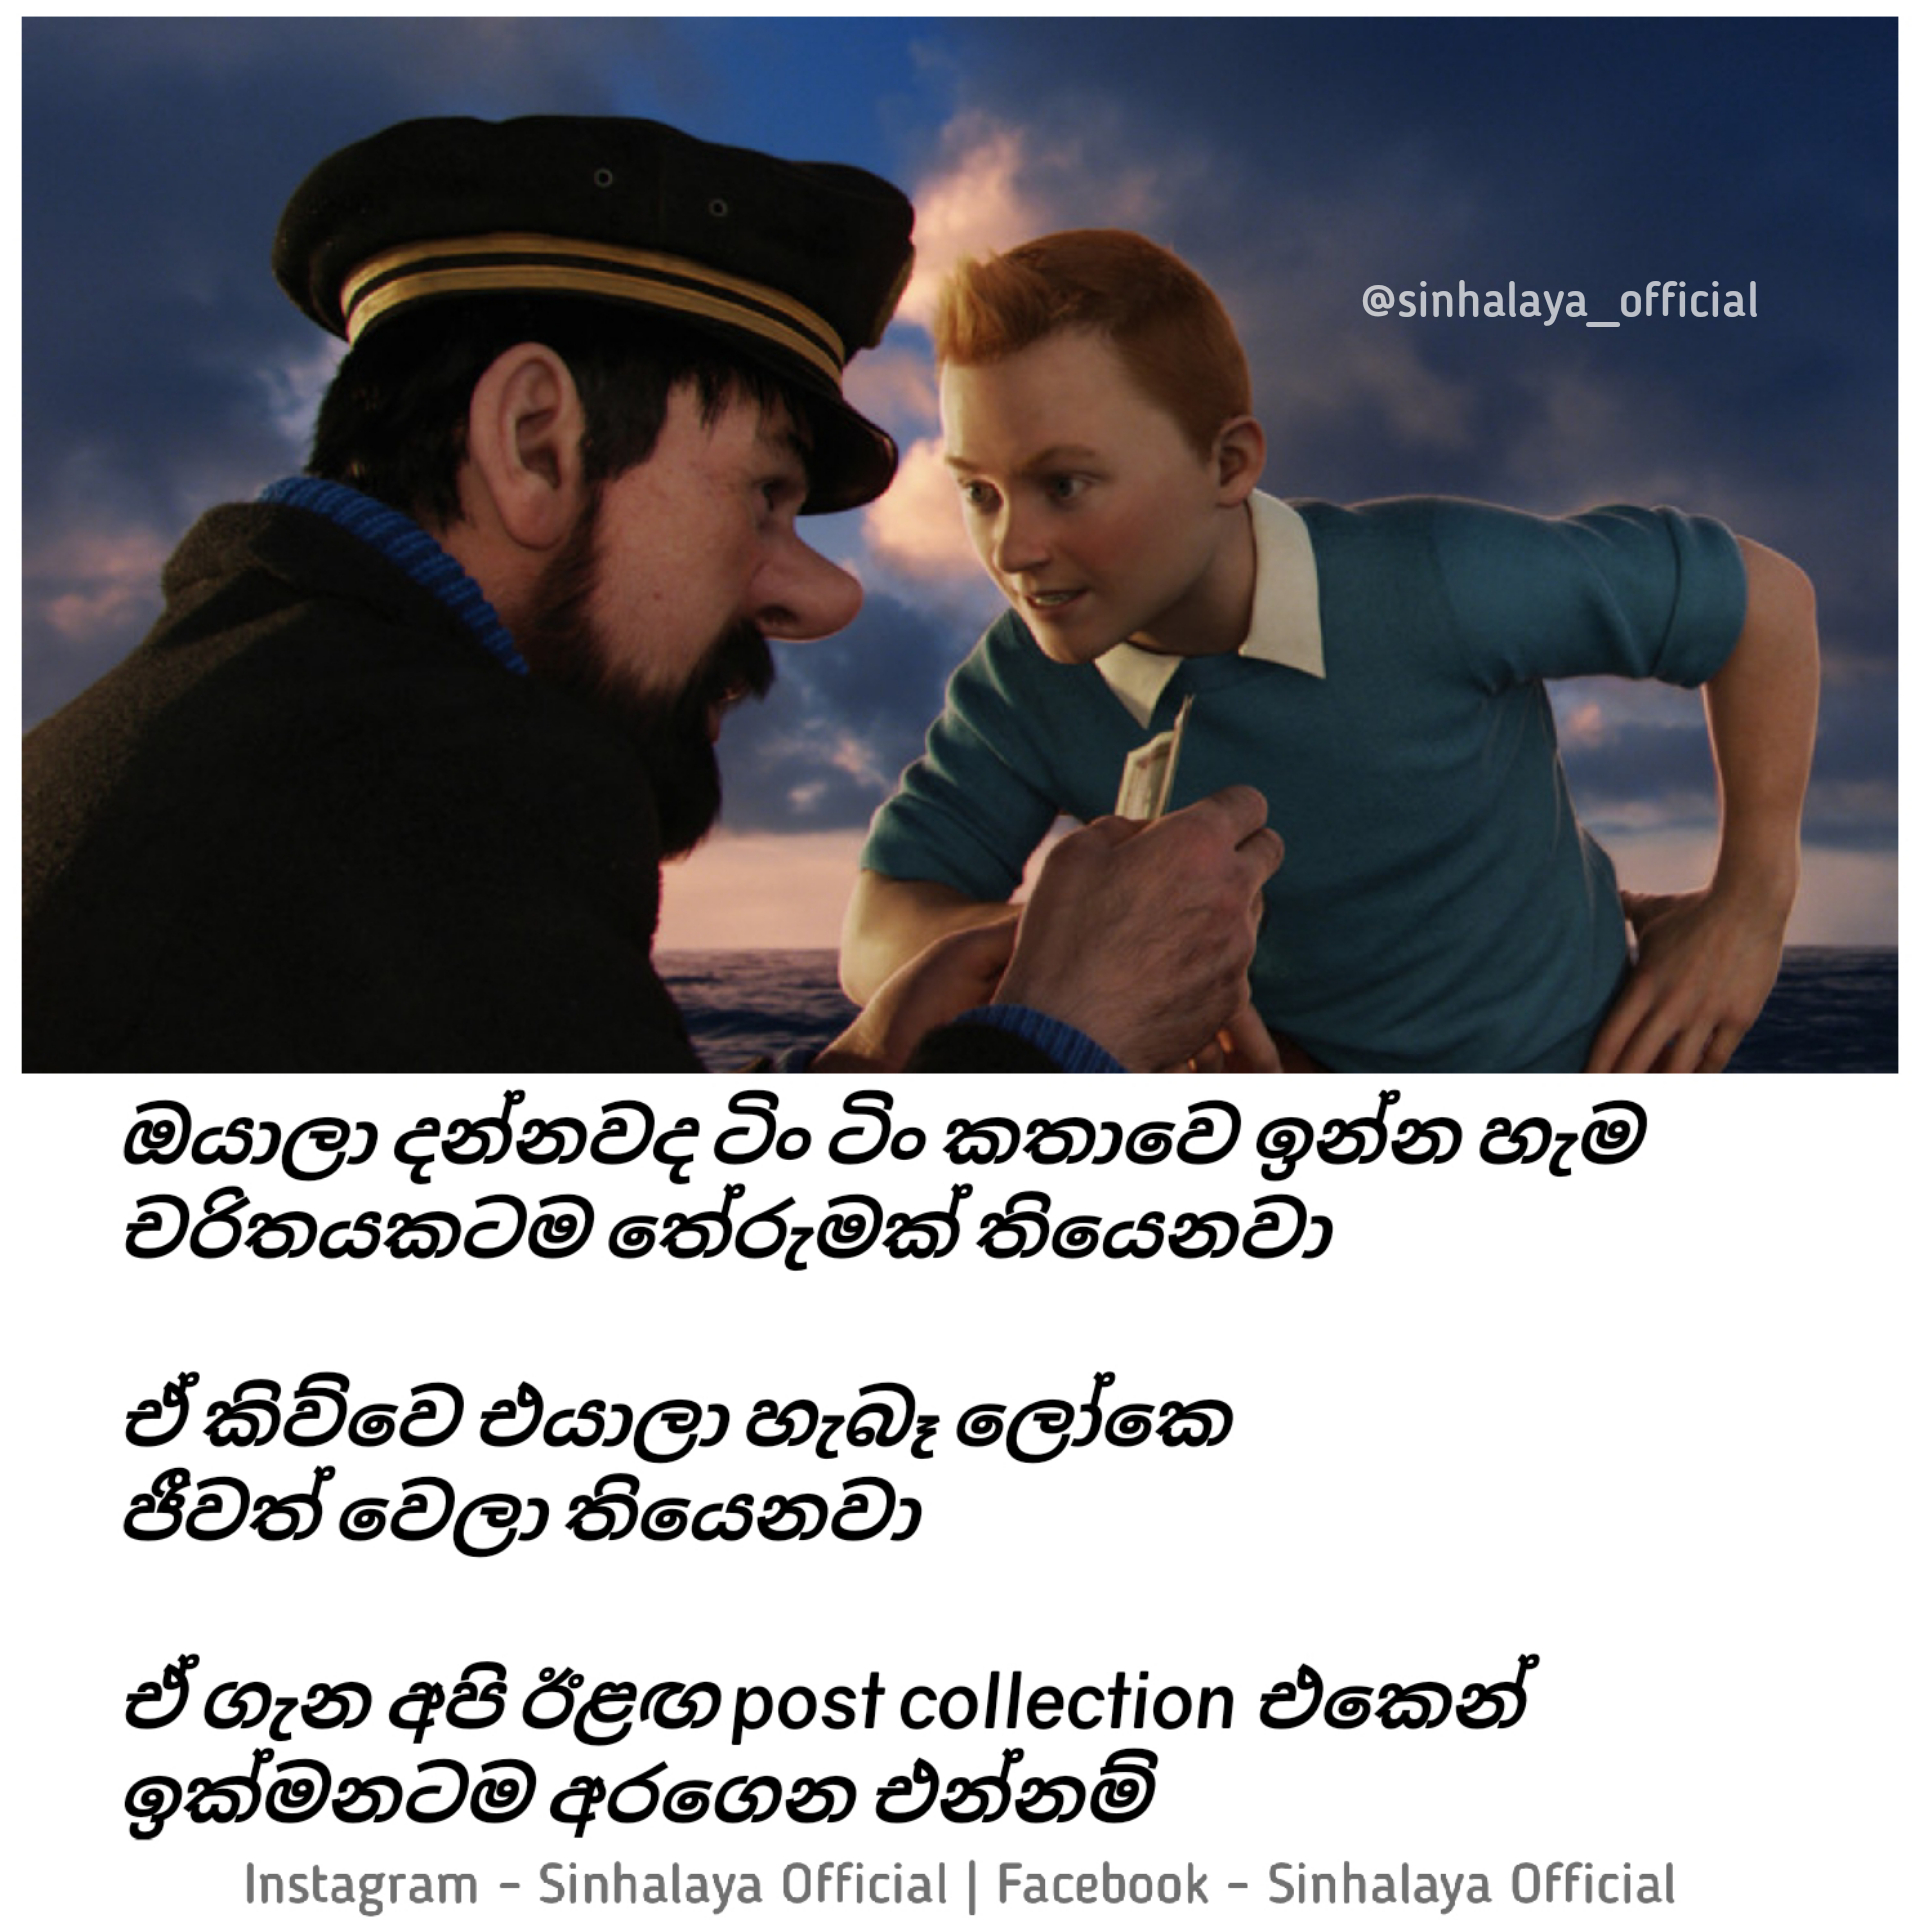 @sinhalaya_official
ඔයාලා දන්නවද ටිං ටිං කතාවෙ ඉන්න හැම
චරිතයකටම තේරුමක් තියෙනවා
ඒ කිව්වෙ එයාලා හැබෑ ලෝකෙ
ජීවත් වෙලා තියෙනවා
ඒ ගැන අපි ඊළඟ post collection එකෙන්
ඉක්මනටම අරගෙන එන්නම්
Instagram - Sinhalaya Official | Facebook - Sinhalaya Official